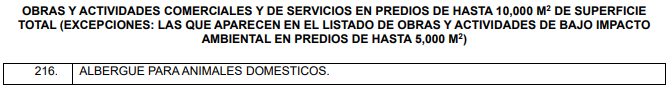 OBRAS Y ACTIVIDADES COMERCIALES Y DE SERVICIOS EN PREDIOS DE HASTA 10,000 M² DE SUPERFICIE
TOTAL (EXCEPCIONES: LAS QUE APARECEN EN EL LISTADO DE OBRAS Y ACTIVIDADES DE BAJO IMPACTO
AMBIENTAL EN PREDIOS DE HASTA 5,000 M²)
216. ALBERGUE PARA ANIMALES DOMESTICOS.